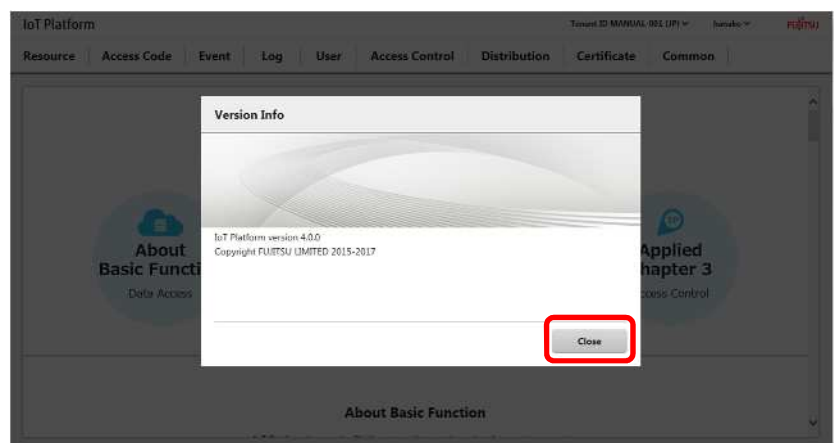 IoT Platform
Tenant ID MANUAL-001 (JP)
hanako
FUJITSU
Resource
Access Code
Event
Log
User
Access Control
Distribution
Certificate
Common
Version Info
IoT Platform version 4.0.0
Copyright FUJITSU LIMITED 2015-2017
About
Basic Functi
Data Access
Applied
hapter 3
cess Control
Close
About Basic Function